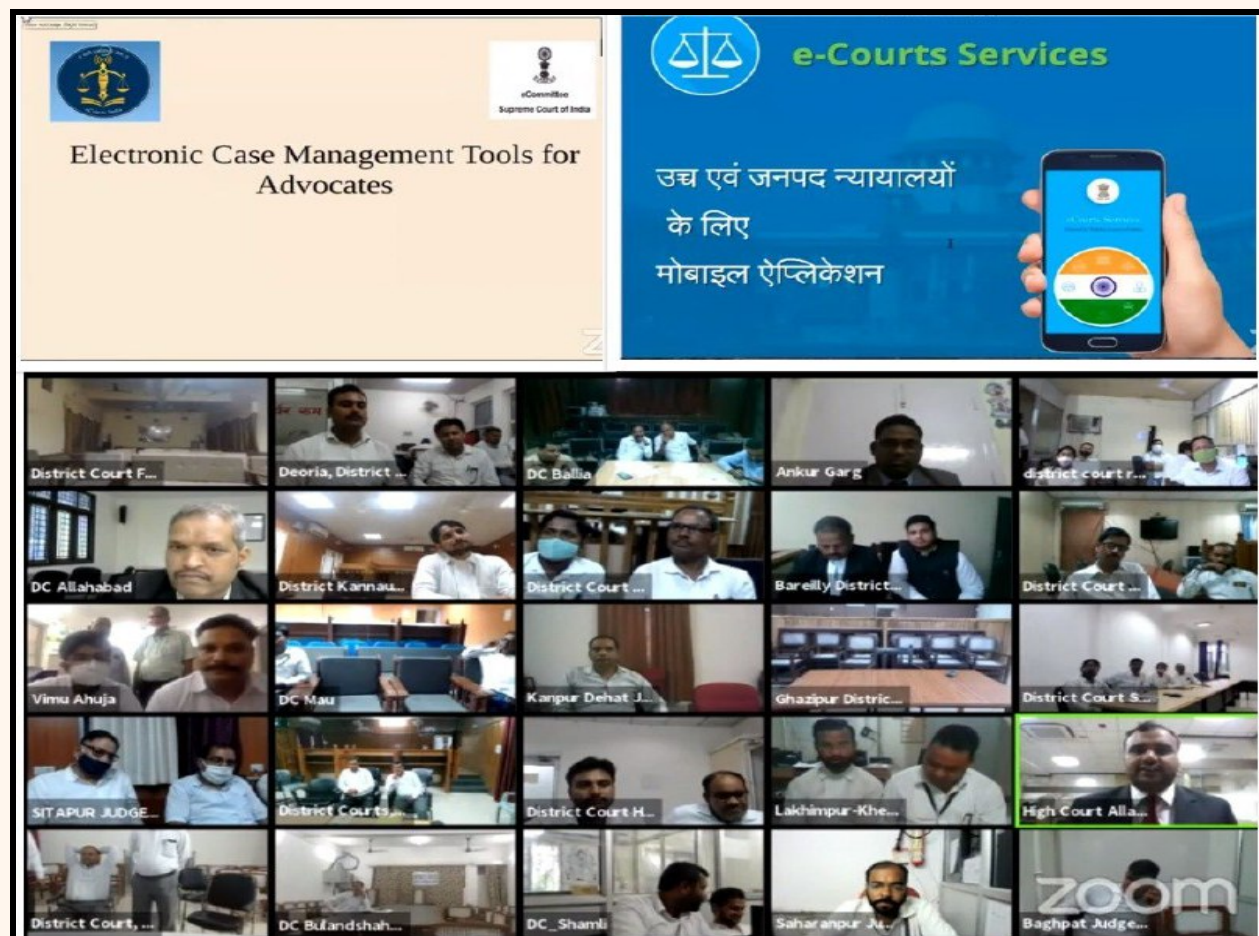 eCommittee
Supreme Court of India
Electronic Case Management Tools for
Advocates
e-Courts Services
उच्च एवं जनपद न्यायालयों
के लिए
मोबाइल ऐप्लिकेशन
District Court F...
Deoria, District ...
DC Ballia
Ankur Garg
district court r...
DC Allahabad
District Kannau...
District Court ...
Bareilly District...
District Court ...
Vimu Ahuja
DC Mau
Kanpur Dehat J...
Ghazipur Distric...
District Court S...
SITAPUR JUDGE...
District Courts,...
District Court H...
Lakhimpur-Khe...
High Court Alla...
District Court, ...
DC Bulandshah...
DC_Shamli
Saharanpur Ju...
Baghpat Judge...
zoom